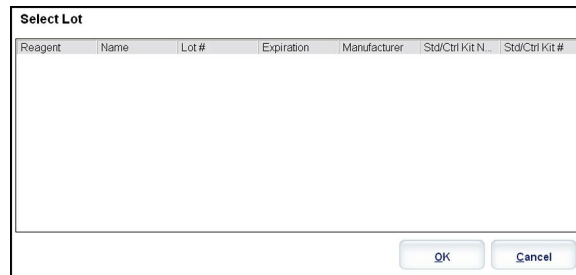 Select Lot
Reagent Name Lot # Expiration Manufacturer Std/Ctrl Kit N... Std/Ctrl Kit #
OK Cancel